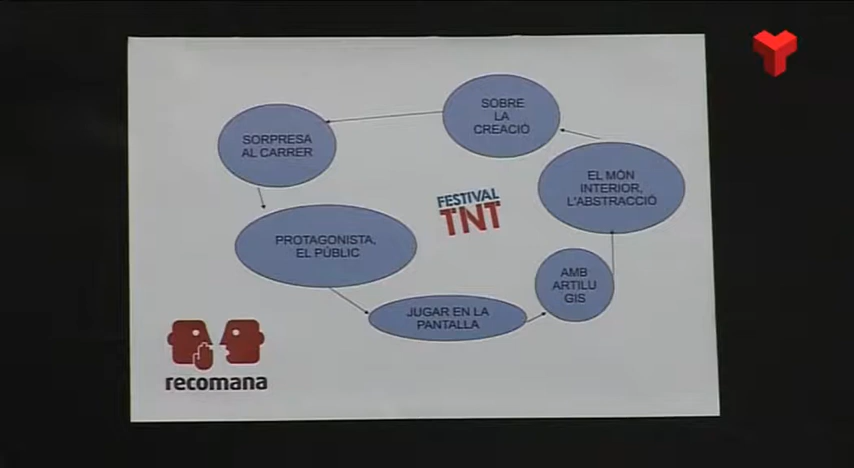 SOBRE
LA
CREACIÓ
SORPRESA
AL CARRER
EL MÓN
INTERIOR,
L'ABSTRACCIÓ
FESTIVAL
TNT
PROTAGONISTA,
EL PÚBLIC
AMB
ARTILU
GIS
JUGAR EN LA
PANTALLA
recomana